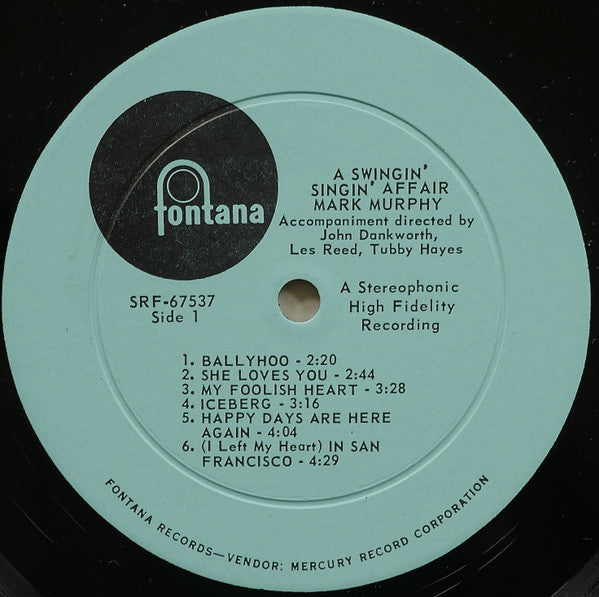 fontana
A SWINGIN'
SINGIN' AFFAIR
MARK MURPHY
Accompaniment directed by
John Dankworth,
Les Reed, Tubby Hayes
SRF-67537
Side 1
A Stereophonic
High Fidelity
Recording
1. BALLYHOO - 2:20
2. SHE LOVES YOU - 2:44
3. MY FOOLISH HEART - 3:28
4. ICEBERG - 3:16
5. HAPPY DAYS ARE HERE
AGAIN - 4:04
6. (I Left My Heart) IN SAN
FRANCISCO - 4:29
FONTANA RECORDS—VENDOR: MERCURY RECORD CORPORATION